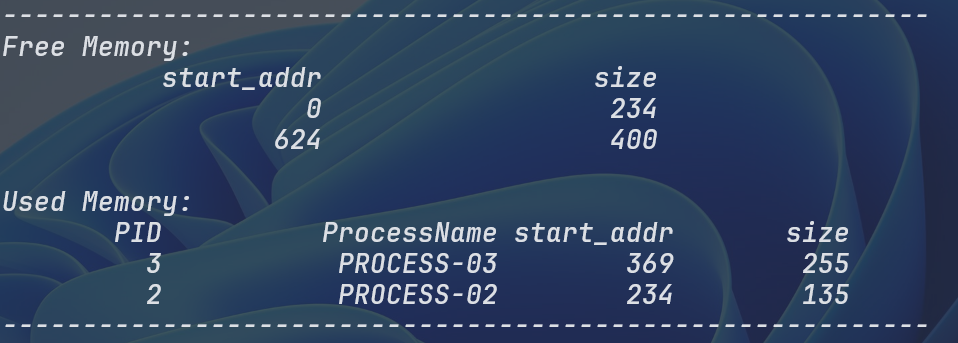 -----------------------------------------------------------
Free Memory:
start_addr size
0 234
624 400
Used Memory:
PID ProcessName start_addr size
3 PROCESS-03 369 255
2 PROCESS-02 234 135
-----------------------------------------------------------